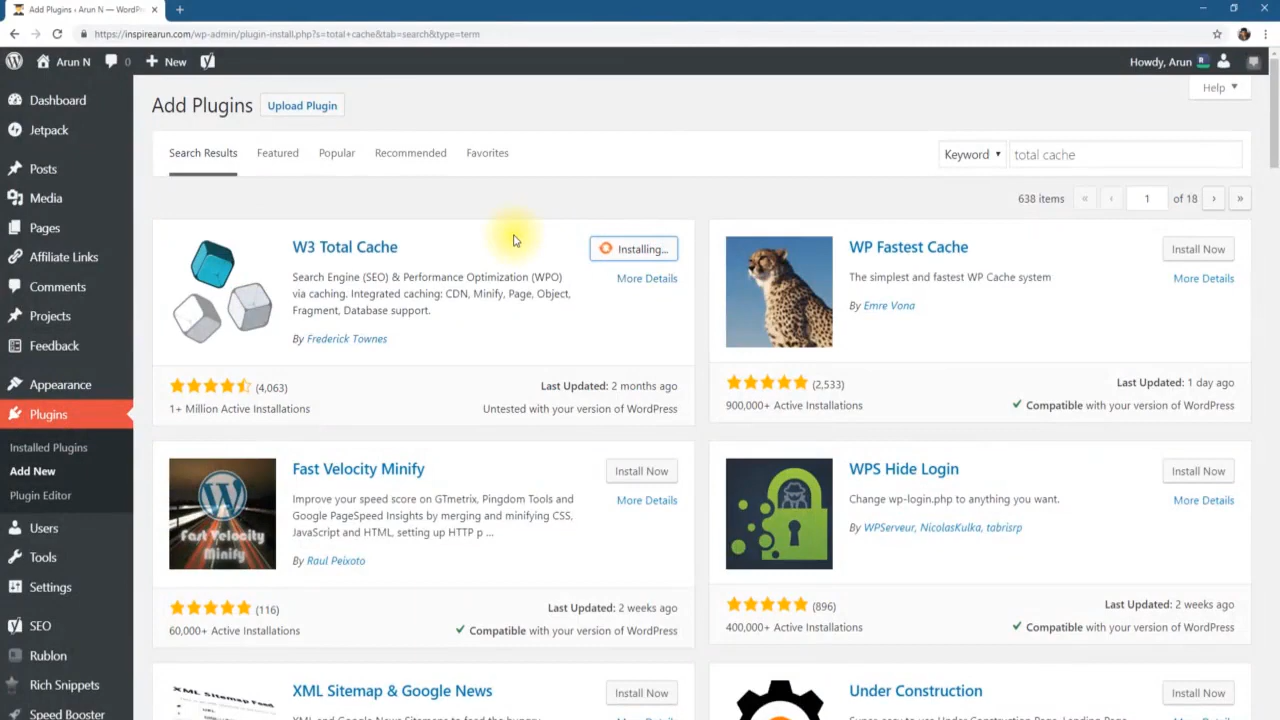 Add Plugins ‹ Arun N — WordPr
https://inspirearun.com/wp-admin/plugin-install.php?s=total+cache&tab=search&type=term
Arun N
0
New
Howdy, Arun
Dashboard
Jetpack
Posts
Media
Pages
Affiliate Links
Comments
Projects
Feedback
Appearance
Plugins
Installed Plugins
Add New
Plugin Editor
Users
Tools
Settings
SEO
Rublon
Rich Snippets
Speed Booster
Add Plugins
Upload Plugin
Help ▼
Search Results
Featured
Popular
Recommended
Favorites
Keyword ▾
total cache
638 items « ‹ 1 of 18 › »
W3 Total Cache
Installing...
More Details
Search Engine (SEO) & Performance Optimization (WPO)
via caching. Integrated caching: CDN, Minify, Page, Object,
Fragment, Database support.
By Frederick Townes
(4,063)
Last Updated: 2 months ago
1+ Million Active Installations
Untested with your version of WordPress
WP Fastest Cache
Install Now
More Details
The simplest and fastest WP Cache system
By Emre Vona
(2,533)
Last Updated: 1 day ago
900,000+ Active Installations
Compatible with your version of WordPress
Fast Velocity Minify
Install Now
More Details
Improve your speed score on GTmetrix, Pingdom Tools and
Google PageSpeed Insights by merging and minifying CSS,
JavaScript and HTML, setting up HTTP p ...
By Raul Peixoto
Fast Velocity
Minify
(116)
Last Updated: 2 weeks ago
60,000+ Active Installations
Compatible with your version of WordPress
WPS Hide Login
Install Now
More Details
Change wp-login.php to anything you want.
By WPServeur, NicolasKulka, tabrisrp
(896)
Last Updated: 2 weeks ago
400,000+ Active Installations
Compatible with your version of WordPress
XML Sitemap & Google News
Install Now
XML Sitemap Feed
Under Construction
Install Now